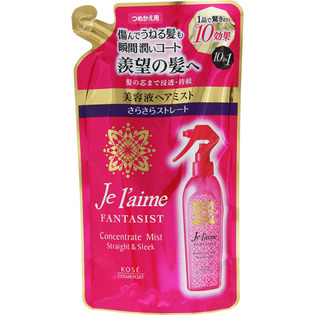 つめかえ用
傷んでうねる髪も
瞬間潤いコート
羨望の髪へ
髪の芯まで浸透・持続
1品で驚きの
10効果
10in1
美容液ヘアミスト
さらさらストレート
Je l'aime
FANTASIST
Concentrate Mist
Straight & Sleek
KOSÉ
COSMEPORT
Je l'aime
FANTASIST